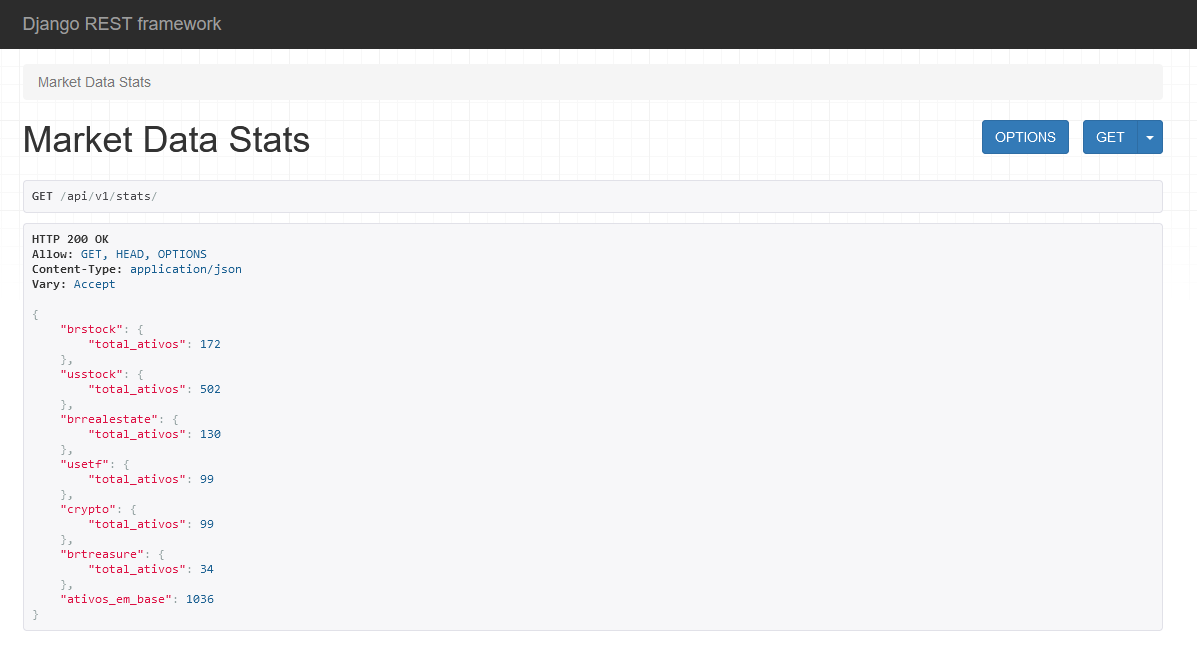 Django REST framework
Market Data Stats
Market Data Stats
OPTIONS
GET
GET /api/v1/stats/
HTTP 200 OK
Allow: GET, HEAD, OPTIONS
Content-Type: application/json
Vary: Accept
{
    "brstock": {
        "total_ativos": 172
    },
    "usstock": {
        "total_ativos": 502
    },
    "brrealestate": {
        "total_ativos": 130
    },
    "usetf": {
        "total_ativos": 99
    },
    "crypto": {
        "total_ativos": 99
    },
    "brtreasure": {
        "total_ativos": 34
    },
    "ativos_em_base": 1036
}